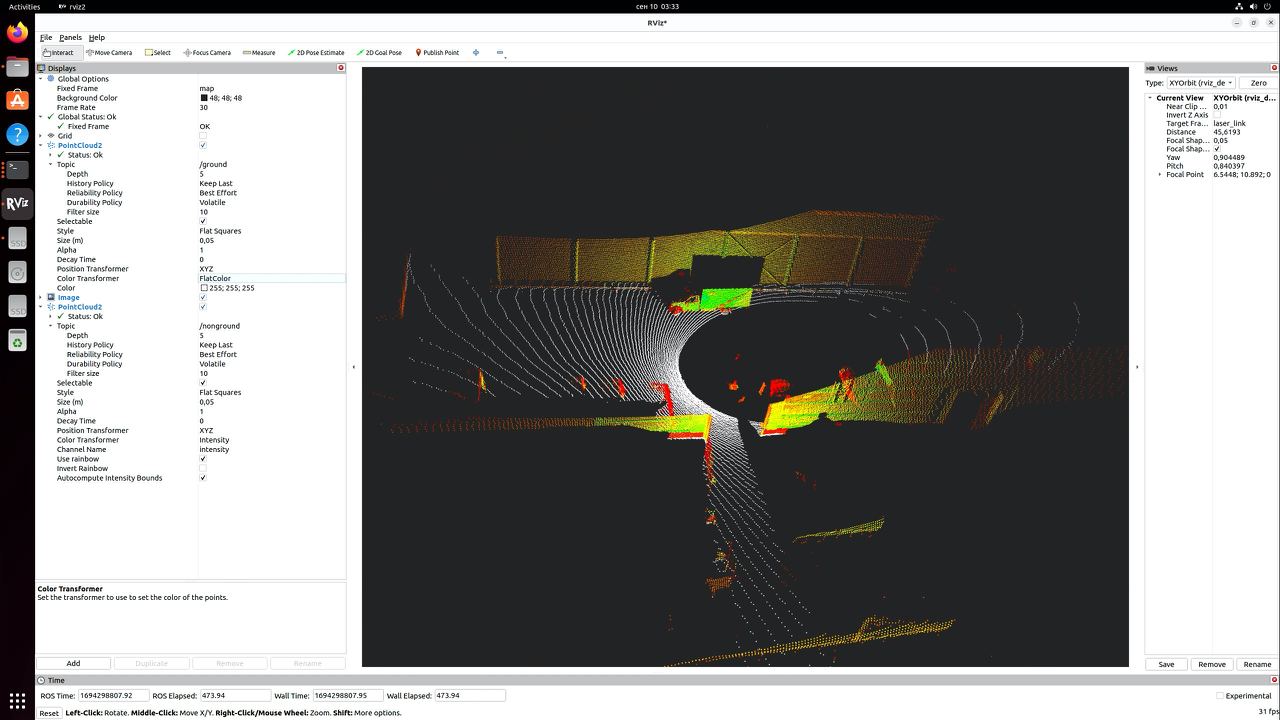 Activities rviz2 сен 10 03:33
RViz*
File Panels Help
Interact Move Camera Select Focus Camera Measure 2D Pose Estimate 2D Goal Pose Publish Point
Displays
Global Options
Fixed Frame map
Background Color 48; 48; 48
Frame Rate 30
Global Status: Ok
Fixed Frame OK
Grid
PointCloud2
Status: Ok
Topic /ground
Depth 5
History Policy Keep Last
Reliability Policy Best Effort
Durability Policy Volatile
Filter size 10
Selectable
Style Flat Squares
Size (m) 0,05
Alpha 1
Decay Time 0
Position Transformer XYZ
Color Transformer FlatColor
Color 255; 255; 255
Image
PointCloud2
Status: Ok
Topic /nonground
Depth 5
History Policy Keep Last
Reliability Policy Best Effort
Durability Policy Volatile
Filter size 10
Selectable
Style Flat Squares
Size (m) 0,05
Alpha 1
Decay Time 0
Position Transformer XYZ
Color Transformer Intensity
Channel Name intensity
Use rainbow
Invert Rainbow
Autocompute Intensity Bounds
Color Transformer
Set the transformer to use to set the color of the points.
Add Duplicate Remove Rename
Views
Type: XYOrbit (rviz_de Zero
Current View XYOrbit (rviz_d...
Near Clip ... 0,01
Invert Z Axis
Target Fra... laser_link
Distance 45,6193
Focal Shap... 0,05
Focal Shap...
Yaw 0,904489
Pitch 0,840397
Focal Point 6.5448; 10.892; 0
Save Remove Rename
RViz
SSD
SSD
Time
ROS Time: 1694298807.92 ROS Elapsed: 473.94 Wall Time: 1694298807.95 Wall Elapsed: 473.94 Experimental
Reset Left-Click: Rotate. Middle-Click: Move X/Y. Right-Click/Mouse Wheel: Zoom. Shift: More options. 31 fps